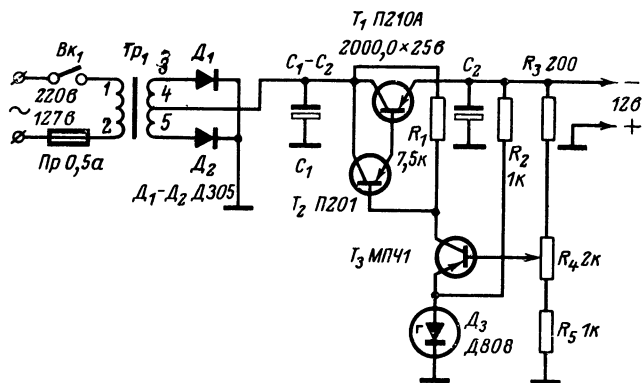 Т₁ П210А
Вк₁ Тр₁ Д₁ С₁–С₂ 2000,0×25в R₃ 200
3 С₂
1 4 –
220в ~ 127в 12в
2 5 R₁ +
Пр 0,5а Д₂ С₁ 7,5к R₂ 1к
Д₁–Д₂ Д305
Т₂ П201
Т₃ МПЧ1 R₄ 2к
Д₃ Д808 R₅ 1к
г